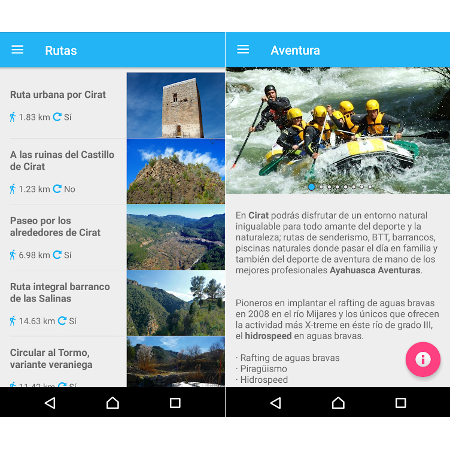 Rutas
Ruta urbana por Cirat
1.83 km Sí
A las ruinas del Castillo
de Cirat
1.23 km No
Paseo por los
alrededores de Cirat
6.98 km Sí
Ruta integral barranco
de las Salinas
14.63 km Sí
Circular al Tormo,
variante veraniega
11.42 km Sí
Aventura
En Cirat podrás disfrutar de un entorno natural
inigualable para todo amante del deporte y la
naturaleza; rutas de senderismo, BTT, barrancos,
piscinas naturales donde pasar el día en familia y
también del deporte de aventura de mano de los
mejores profesionales Ayahuasca Aventuras.
Pioneros en implantar el rafting de aguas bravas
en 2008 en el río Mijares y los únicos que ofrecen
la actividad más X-treme en éste río de grado III,
el hidrospeed en aguas bravas.
· Rafting de aguas bravas
· Piragüismo
· Hidrospeed